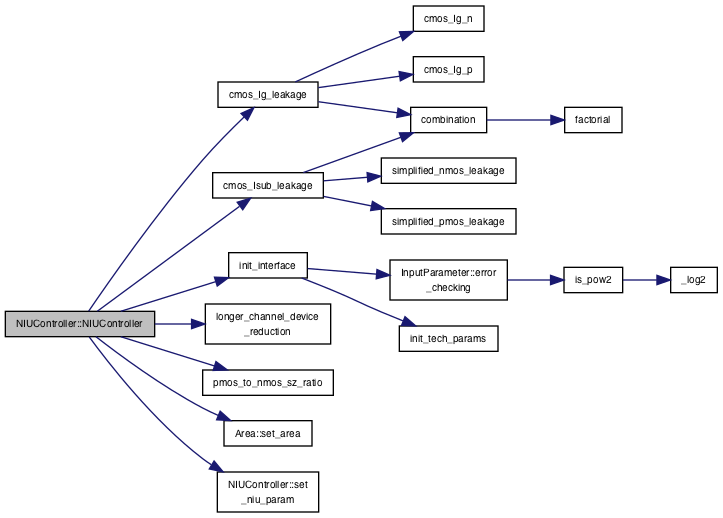 cmos_Ig_n
cmos_Ig_p
cmos_Ig_leakage
combination
factorial
simplified_nmos_leakage
cmos_Isub_leakage
simplified_pmos_leakage
init_interface
InputParameter::error
_checking
is_pow2
_log2
NIUController::NIUController
longer_channel_device
_reduction
init_tech_params
pmos_to_nmos_sz_ratio
Area::set_area
NIUController::set
_niu_param